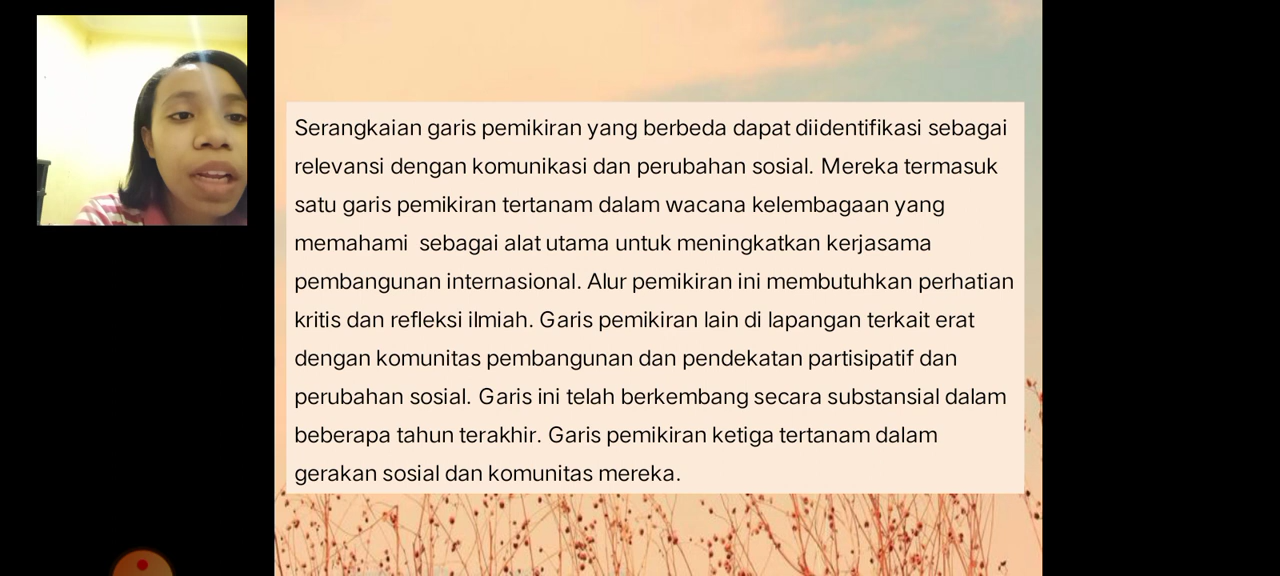 Serangkaian garis pemikiran yang berbeda dapat diidentifikasi sebagai
relevansi dengan komunikasi dan perubahan sosial. Mereka termasuk
satu garis pemikiran tertanam dalam wacana kelembagaan yang
memahami  sebagai alat utama untuk meningkatkan kerjasama
pembangunan internasional. Alur pemikiran ini membutuhkan perhatian
kritis dan refleksi ilmiah. Garis pemikiran lain di lapangan terkait erat
dengan komunitas pembangunan dan pendekatan partisipatif dan
perubahan sosial. Garis ini telah berkembang secara substansial dalam
beberapa tahun terakhir. Garis pemikiran ketiga tertanam dalam
gerakan sosial dan komunitas mereka.